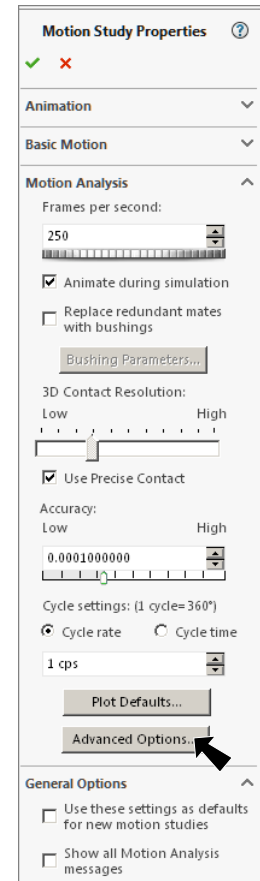 Motion Study Properties ?
Animation
Basic Motion
Motion Analysis
Frames per second:
250
Animate during simulation
Replace redundant mates
with bushings
Bushing Parameters...
3D Contact Resolution:
Low High
Use Precise Contact
Accuracy:
Low High
0.0001000000
Cycle settings: (1 cycle= 360°)
Cycle rate Cycle time
1 cps
Plot Defaults...
Advanced Options...
General Options
Use these settings as defaults
for new motion studies
Show all Motion Analysis
messages